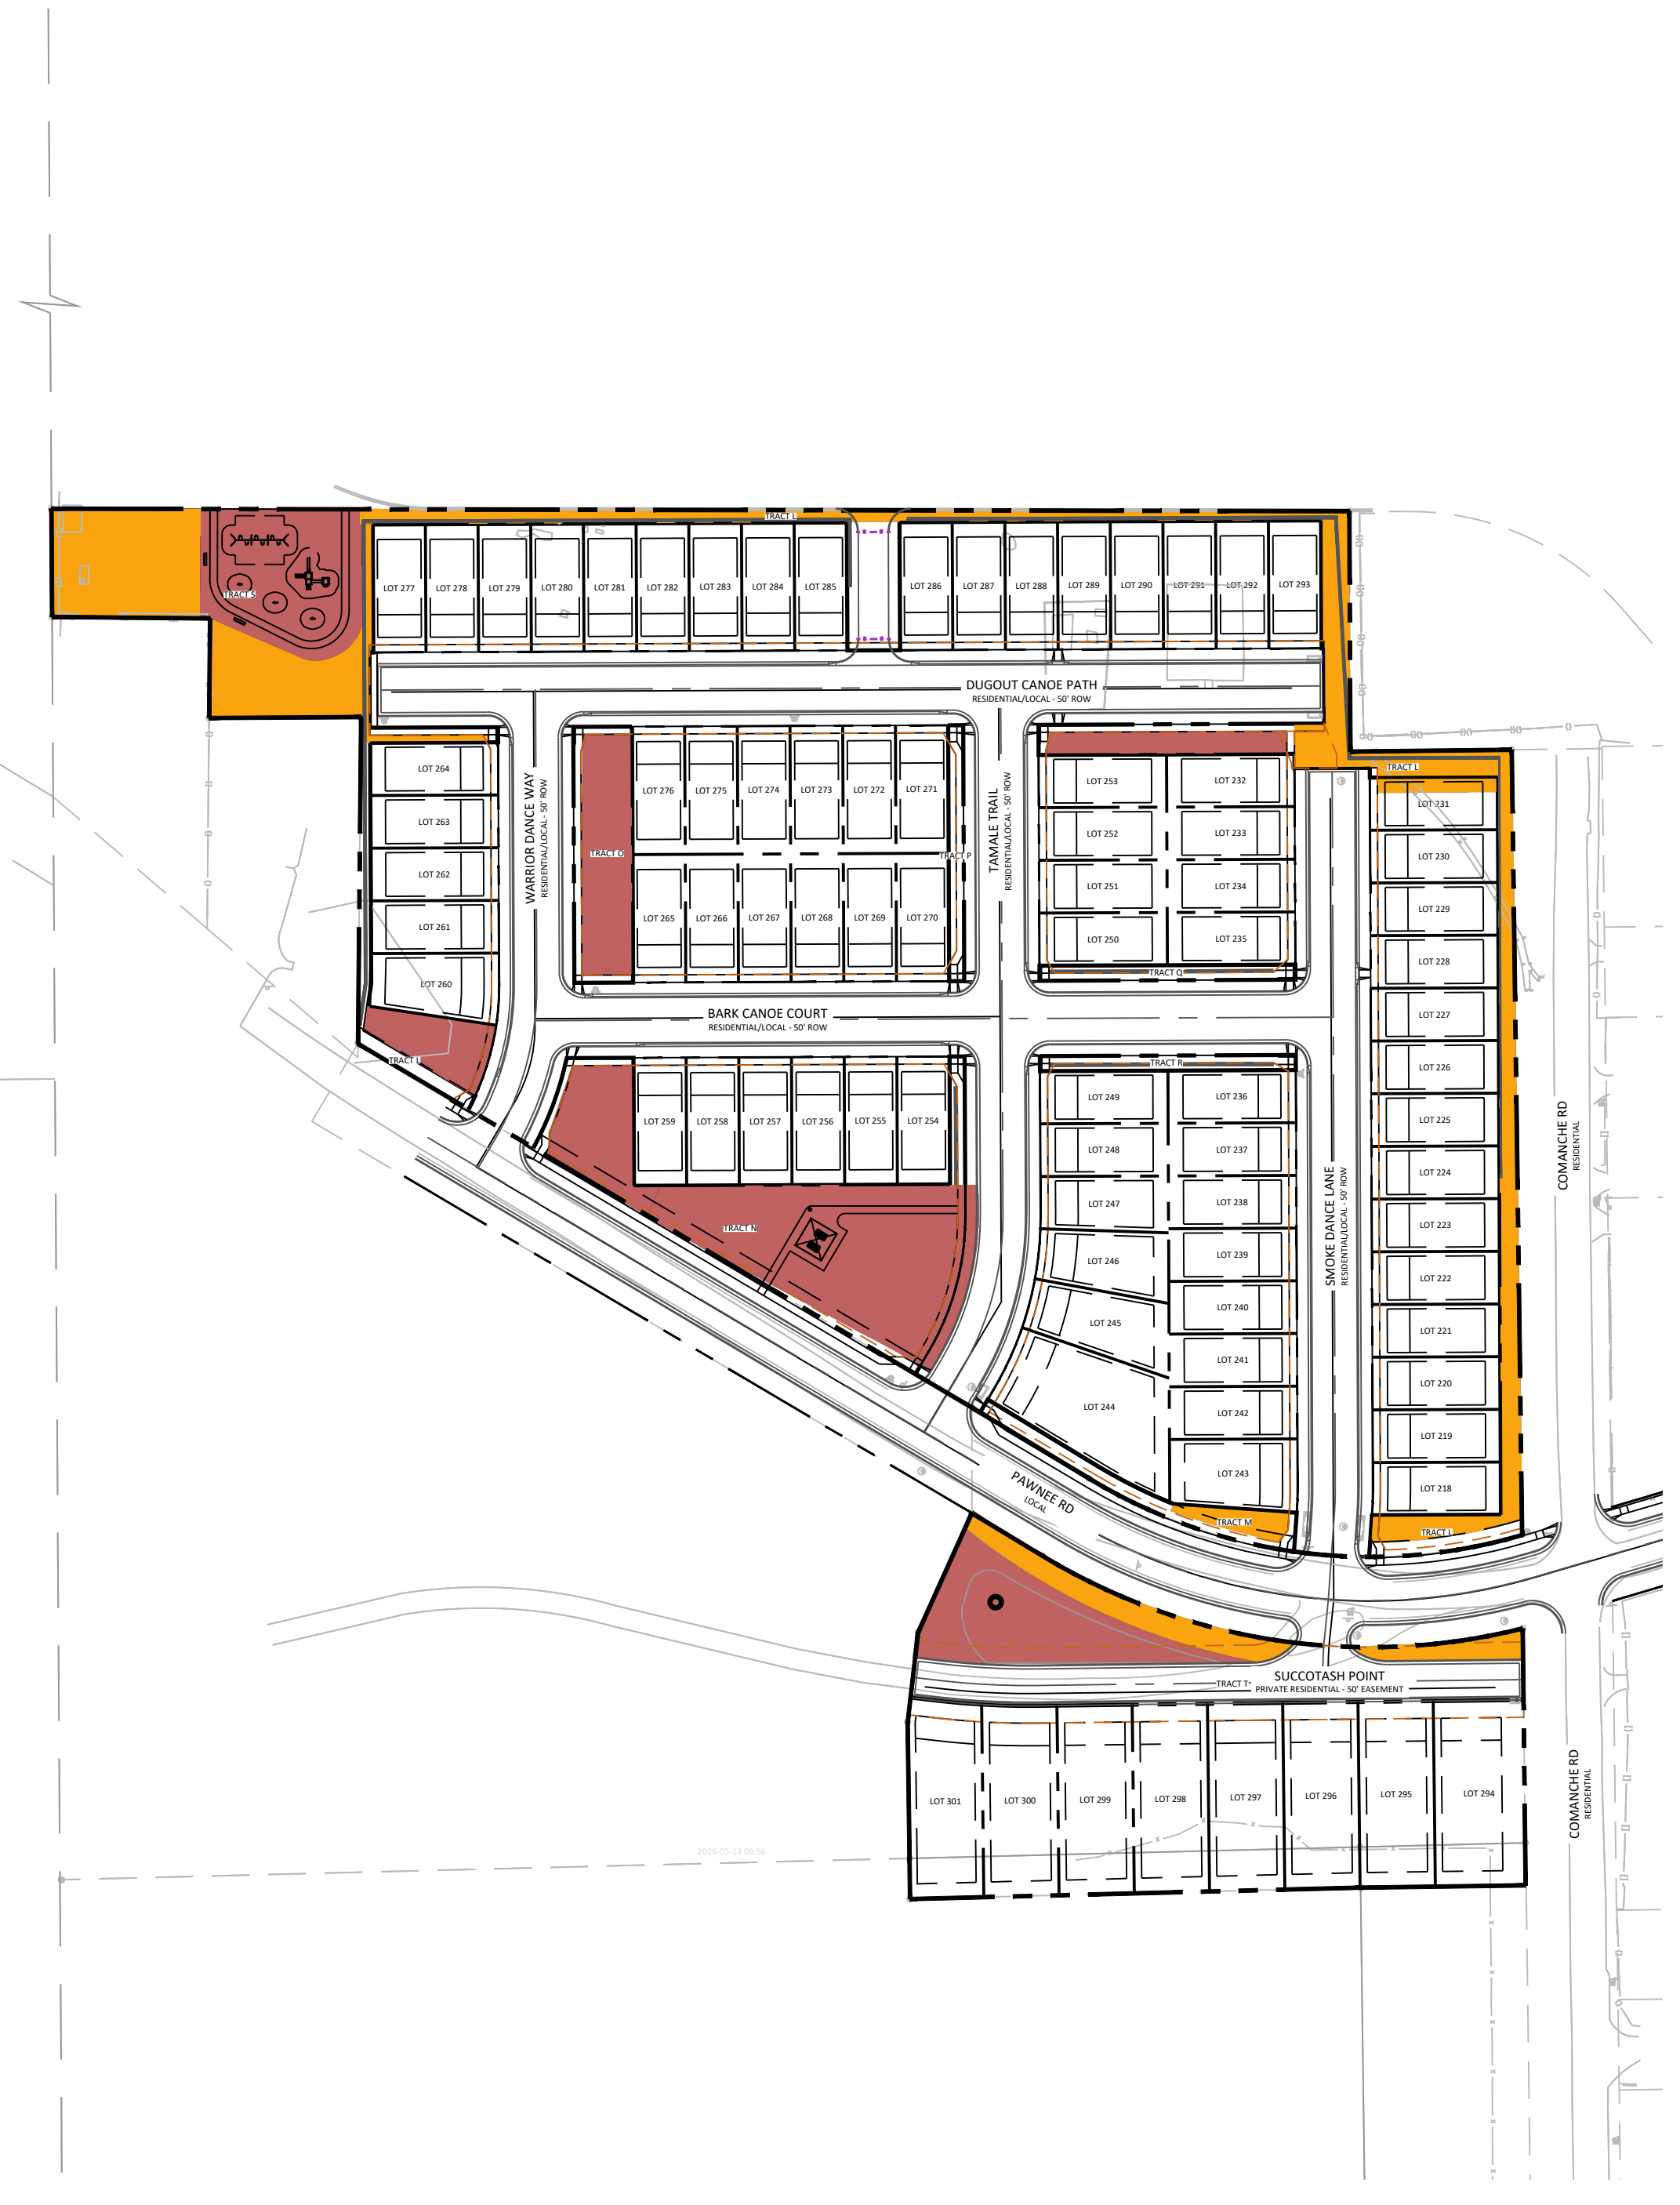 TRACT L
LOT 277
LOT 278
LOT 279
LOT 280
LOT 281
LOT 282
LOT 283
LOT 284
LOT 285
LOT 286
LOT 287
LOT 288
LOT 289
LOT 290
LOT 291
LOT 292
LOT 293
TRACT S
DUGOUT CANOE PATH
RESIDENTIAL/LOCAL - 50' ROW
LOT 264
LOT 263
LOT 262
LOT 261
LOT 260
TRACT L
WARRIOR DANCE WAY
RESIDENTIAL/LOCAL - 50' ROW
TRACT O
LOT 276
LOT 275
LOT 274
LOT 273
LOT 272
LOT 271
TRACT P
LOT 265
LOT 266
LOT 267
LOT 268
LOT 269
LOT 270
TAMALE TRAIL
RESIDENTIAL/LOCAL - 50' ROW
LOT 253
LOT 232
LOT 252
LOT 233
LOT 251
LOT 234
LOT 250
LOT 235
TRACT Q
TRACT L
LOT 231
LOT 230
LOT 229
LOT 228
LOT 227
LOT 226
LOT 225
LOT 224
LOT 223
LOT 222
LOT 221
LOT 220
LOT 219
LOT 218
TRACT L
BARK CANOE COURT
RESIDENTIAL/LOCAL - 50' ROW
LOT 259
LOT 258
LOT 257
LOT 256
LOT 255
LOT 254
TRACT N
TRACT R
LOT 249
LOT 236
LOT 248
LOT 237
LOT 247
LOT 238
LOT 246
LOT 239
LOT 245
LOT 240
LOT 241
LOT 244
LOT 242
LOT 243
TRACT M
SMOKE DANCE LANE
RESIDENTIAL/LOCAL - 50' ROW
COMANCHE RD
RESIDENTIAL
PAWNEE RD
LOCAL
SUCCOTASH POINT
PRIVATE RESIDENTIAL - 50' EASEMENT
TRACT T
LOT 301
LOT 300
LOT 299
LOT 298
LOT 297
LOT 296
LOT 295
LOT 294
COMANCHE RD
RESIDENTIAL
2026-05-13 09:56